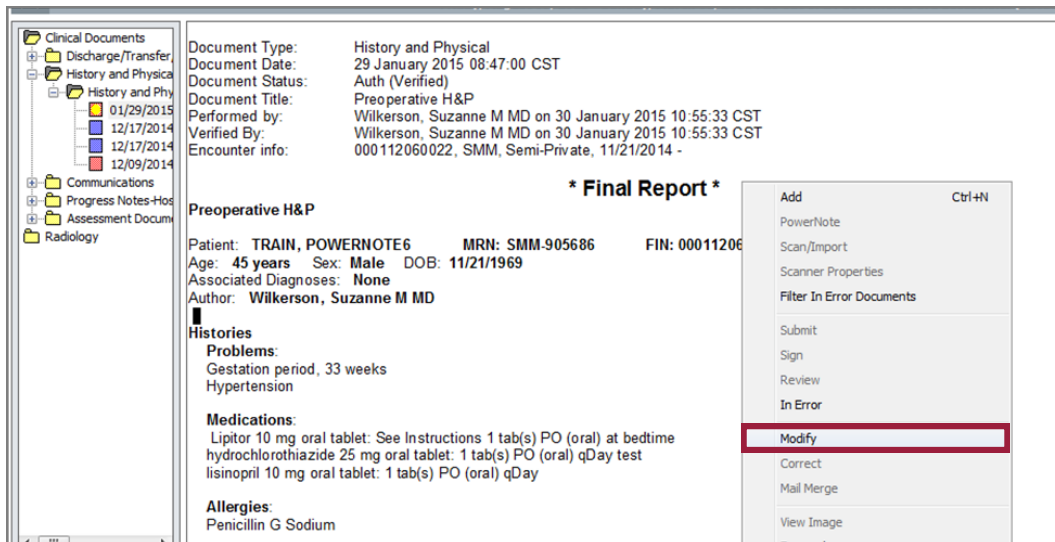 Clinical Documents
Discharge/Transfer,
History and Physica
History and Phy
01/29/2015
12/17/2014
12/17/2014
12/09/2014
Communications
Progress Notes-Hos
Assessment Docum
Radiology
Document Type: History and Physical
Document Date: 29 January 2015 08:47:00 CST
Document Status: Auth (Verified)
Document Title: Preoperative H&P
Performed by: Wilkerson, Suzanne M MD on 30 January 2015 10:55:33 CST
Verified By: Wilkerson, Suzanne M MD on 30 January 2015 10:55:33 CST
Encounter info: 000112060022, SMM, Semi-Private, 11/21/2014 -
* Final Report *
Preoperative H&P
Patient: TRAIN, POWERNOTE6 MRN: SMM-905686 FIN: 00011206
Age: 45 years Sex: Male DOB: 11/21/1969
Associated Diagnoses: None
Author: Wilkerson, Suzanne M MD
Histories
Problems:
Gestation period, 33 weeks
Hypertension
Medications:
Lipitor 10 mg oral tablet: See Instructions 1 tab(s) PO (oral) at bedtime
hydrochlorothiazide 25 mg oral tablet: 1 tab(s) PO (oral) qDay test
lisinopril 10 mg oral tablet: 1 tab(s) PO (oral) qDay
Allergies:
Penicillin G Sodium
Add Ctrl+N
PowerNote
Scan/Import
Scanner Properties
Filter In Error Documents
Submit
Sign
Review
In Error
Modify
Correct
Mail Merge
View Image